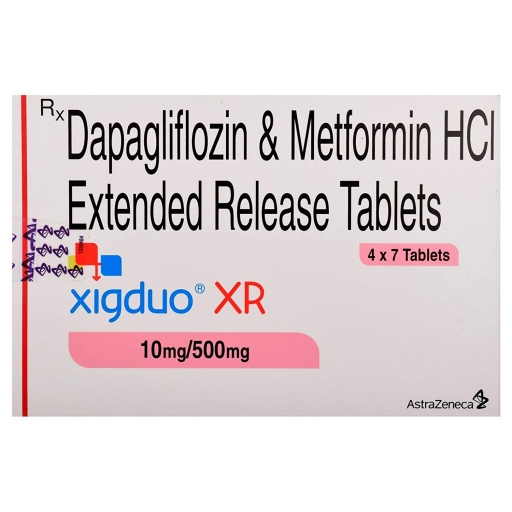 Rx Dapagliflozin & Metformin HCl
Extended Release Tablets
4 x 7 Tablets
xigduo® XR
10mg/500mg
AstraZeneca